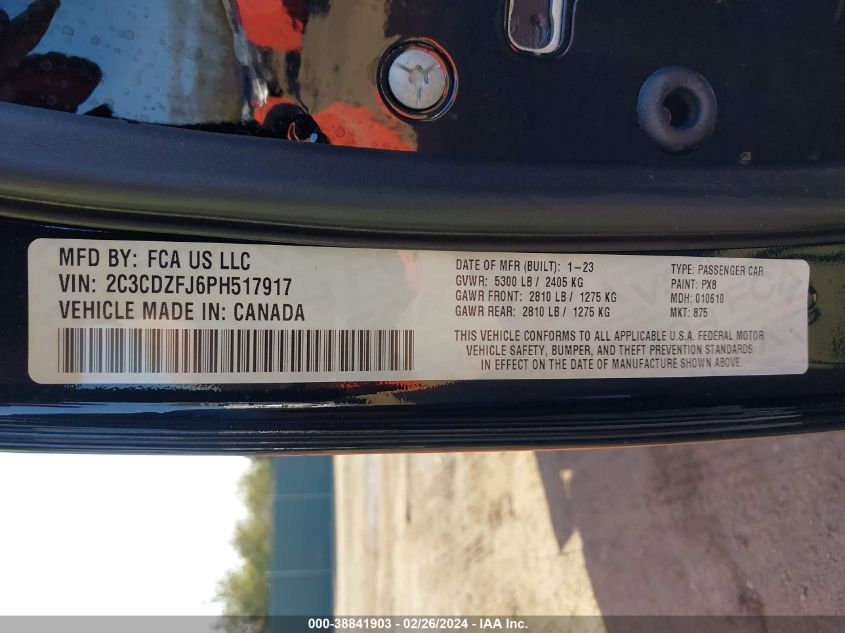 MFD BY: FCA US LLC
VIN: 2C3CDZFJ6PH517917
VEHICLE MADE IN: CANADA
DATE OF MFR (BUILT): 1-23
GVWR: 5300 LB / 2405 KG
GAWR FRONT: 2810 LB / 1275 KG
GAWR REAR: 2810 LB / 1275 KG
TYPE: PASSENGER CAR
PAINT: PX8
MDH: 010610
MKT: 875
THIS VEHICLE CONFORMS TO ALL APPLICABLE U.S.A. FEDERAL MOTOR
VEHICLE SAFETY, BUMPER, AND THEFT PREVENTION STANDARDS
IN EFFECT ON THE DATE OF MANUFACTURE SHOWN ABOVE.
000-38841903 - 02/26/2024 - IAA Inc.